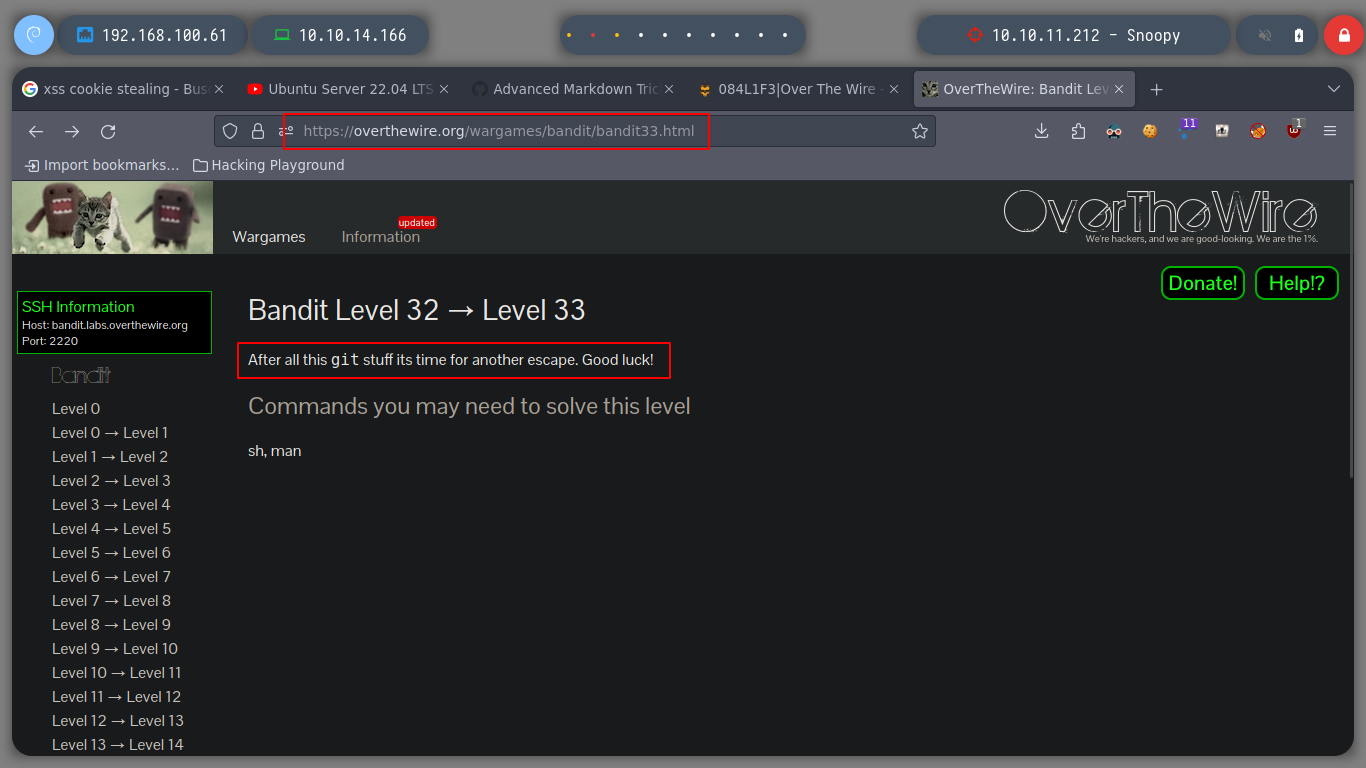 192.168.100.61
10.10.14.166
10.10.11.212 - Snoopy
xss cookie stealing - Bus
Ubuntu Server 22.04 LTS
Advanced Markdown Tric
084L1F3|Over The Wire -
OverTheWire: Bandit Lev
https://overthewire.org/wargames/bandit/bandit33.html
11
1
Import bookmarks...
Hacking Playground
Wargames
Information
updated
OverTheWire
We're hackers, and we are good-looking. We are the 1%.
Donate!
Help!?
SSH Information
Host: bandit.labs.overthewire.org
Port: 2220
Bandit
Level 0
Level 0 → Level 1
Level 1 → Level 2
Level 2 → Level 3
Level 3 → Level 4
Level 4 → Level 5
Level 5 → Level 6
Level 6 → Level 7
Level 7 → Level 8
Level 8 → Level 9
Level 9 → Level 10
Level 10 → Level 11
Level 11 → Level 12
Level 12 → Level 13
Level 13 → Level 14
Bandit Level 32 → Level 33
After all this git stuff its time for another escape. Good luck!
Commands you may need to solve this level
sh, man